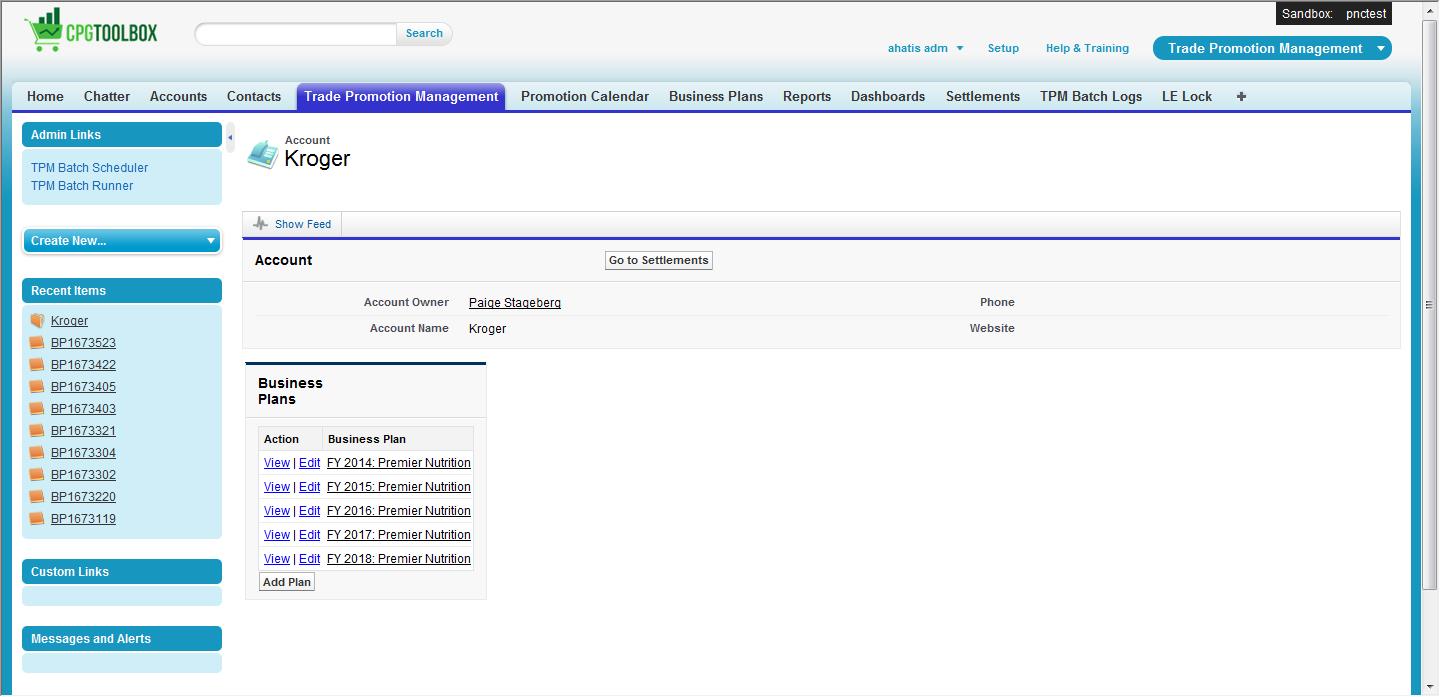 Sandbox: pnctest
CPGTOOLBOX
Search
ahatis adm Setup Help & Training Trade Promotion Management
Home Chatter Accounts Contacts Trade Promotion Management Promotion Calendar Business Plans Reports Dashboards Settlements TPM Batch Logs LE Lock +
Admin Links
TPM Batch Scheduler
TPM Batch Runner
Create New...
Recent Items
Kroger
BP1673523
BP1673422
BP1673405
BP1673403
BP1673321
BP1673304
BP1673302
BP1673220
BP1673119
Custom Links
Messages and Alerts
Account
Kroger
Show Feed
Account Go to Settlements
Account Owner Paige Stageberg Phone
Account Name Kroger Website
Business
Plans
Action Business Plan
View | Edit FY 2014: Premier Nutrition
View | Edit FY 2015: Premier Nutrition
View | Edit FY 2016: Premier Nutrition
View | Edit FY 2017: Premier Nutrition
View | Edit FY 2018: Premier Nutrition
Add Plan